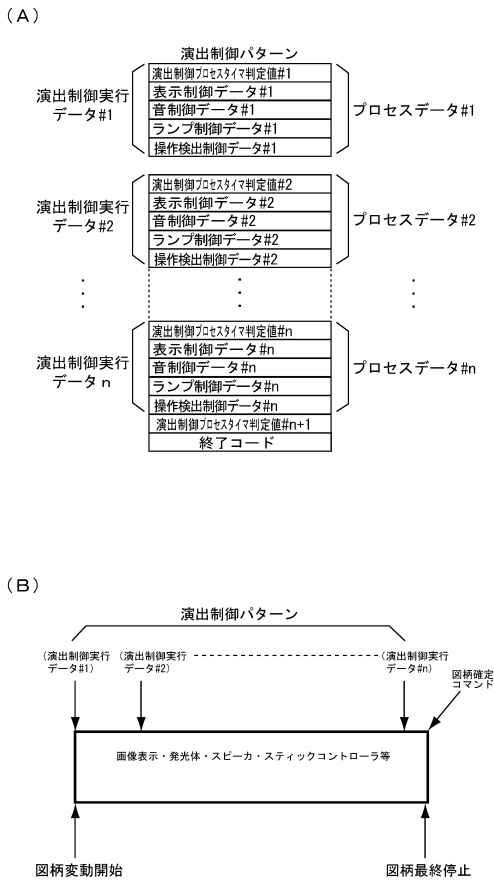 （A）
演出制御パターン
演出制御プロセスタイマ判定値#1
表示制御データ#1
音制御データ#1
ランプ制御データ#1
操作検出制御データ#1
演出制御実行
データ#1
プロセスデータ#1
演出制御プロセスタイマ判定値#2
表示制御データ#2
音制御データ#2
ランプ制御データ#2
操作検出制御データ#2
演出制御実行
データ#2
プロセスデータ#2
演出制御プロセスタイマ判定値#n
表示制御データ#n
音制御データ#n
ランプ制御データ#n
操作検出制御データ#n
演出制御実行
データｎ
プロセスデータ#n
演出制御プロセスタイマ判定値#n+1
終了コード
（B）
演出制御パターン
（演出制御実行
データ#1）
（演出制御実行
データ#2）
（演出制御実行
データ#n）
図柄確定
コマンド
画像表示・発光体・スピーカ・スティックコントローラ等
図柄変動開始
図柄最終停止